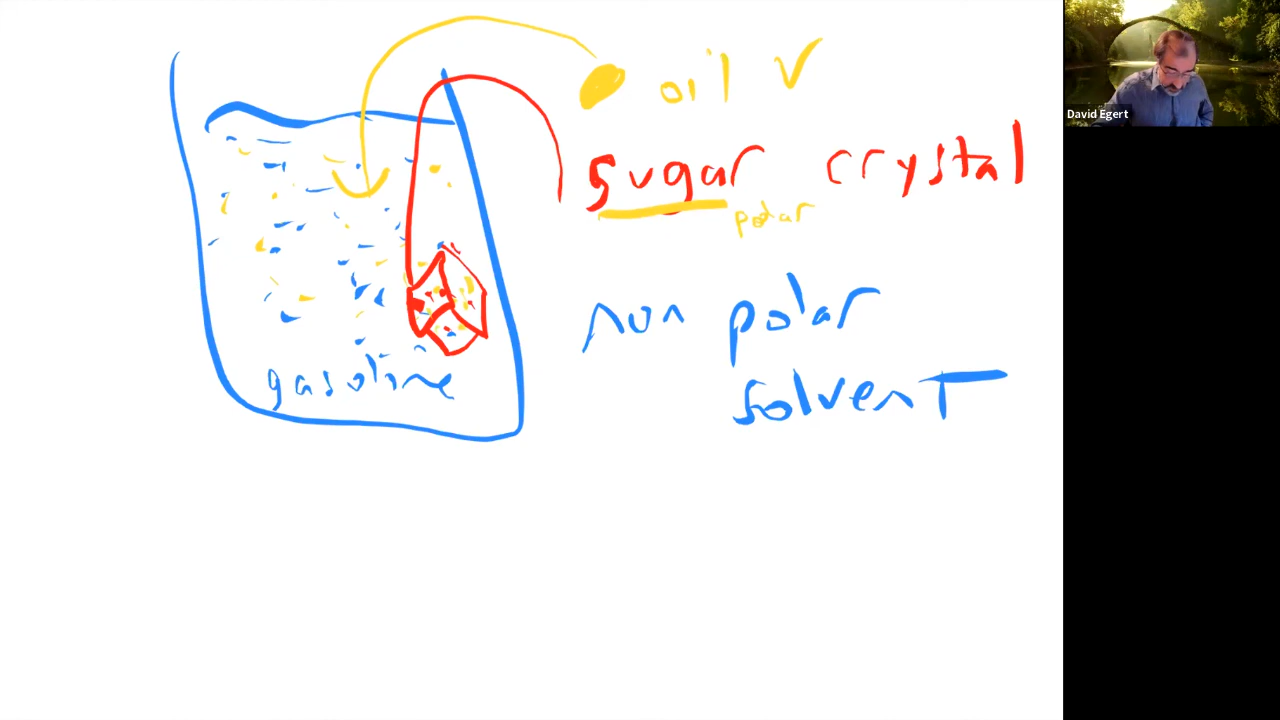 oil
sugar crystal
polar
non polar
solvent
gasoline
David Egert